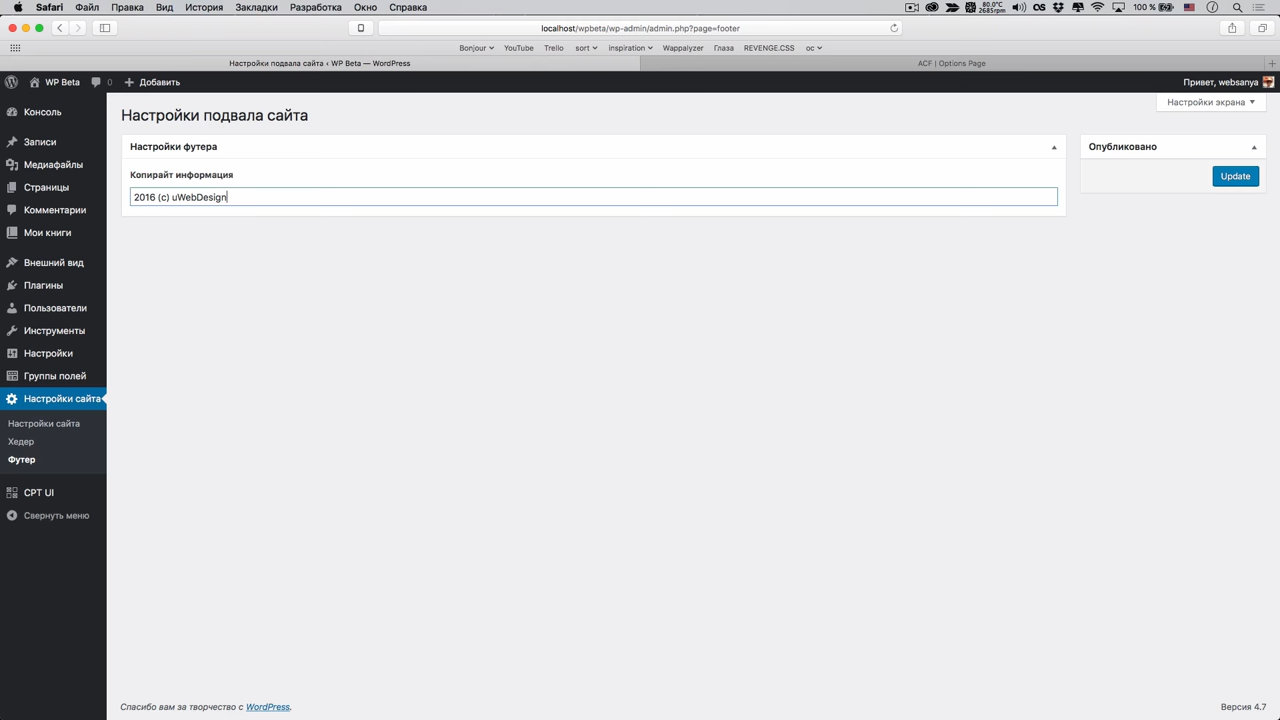 Safari Файл Правка Вид История Закладки Разработка Окно Справка
80.0°C
2685rpm
100 %
localhost/wpbeta/wp-admin/admin.php?page=footer
Bonjour YouTube Trello sort inspiration Wappalyzer Глаза REVENGE.CSS ос
Настройки подвала сайта ‹ WP Beta — WordPress
ACF | Options Page
WP Beta 0 Добавить
Привет, websanya
Консоль
Записи
Медиафайлы
Страницы
Комментарии
Мои книги
Внешний вид
Плагины
Пользователи
Инструменты
Настройки
Группы полей
Настройки сайта
Настройки сайта
Хедер
Футер
CPT UI
Свернуть меню
Настройки экрана
Настройки подвала сайта
Настройки футера
Копирайт информация
2016 (c) uWebDesign
Опубликовано
Update
Спасибо вам за творчество с WordPress.
Версия 4.7